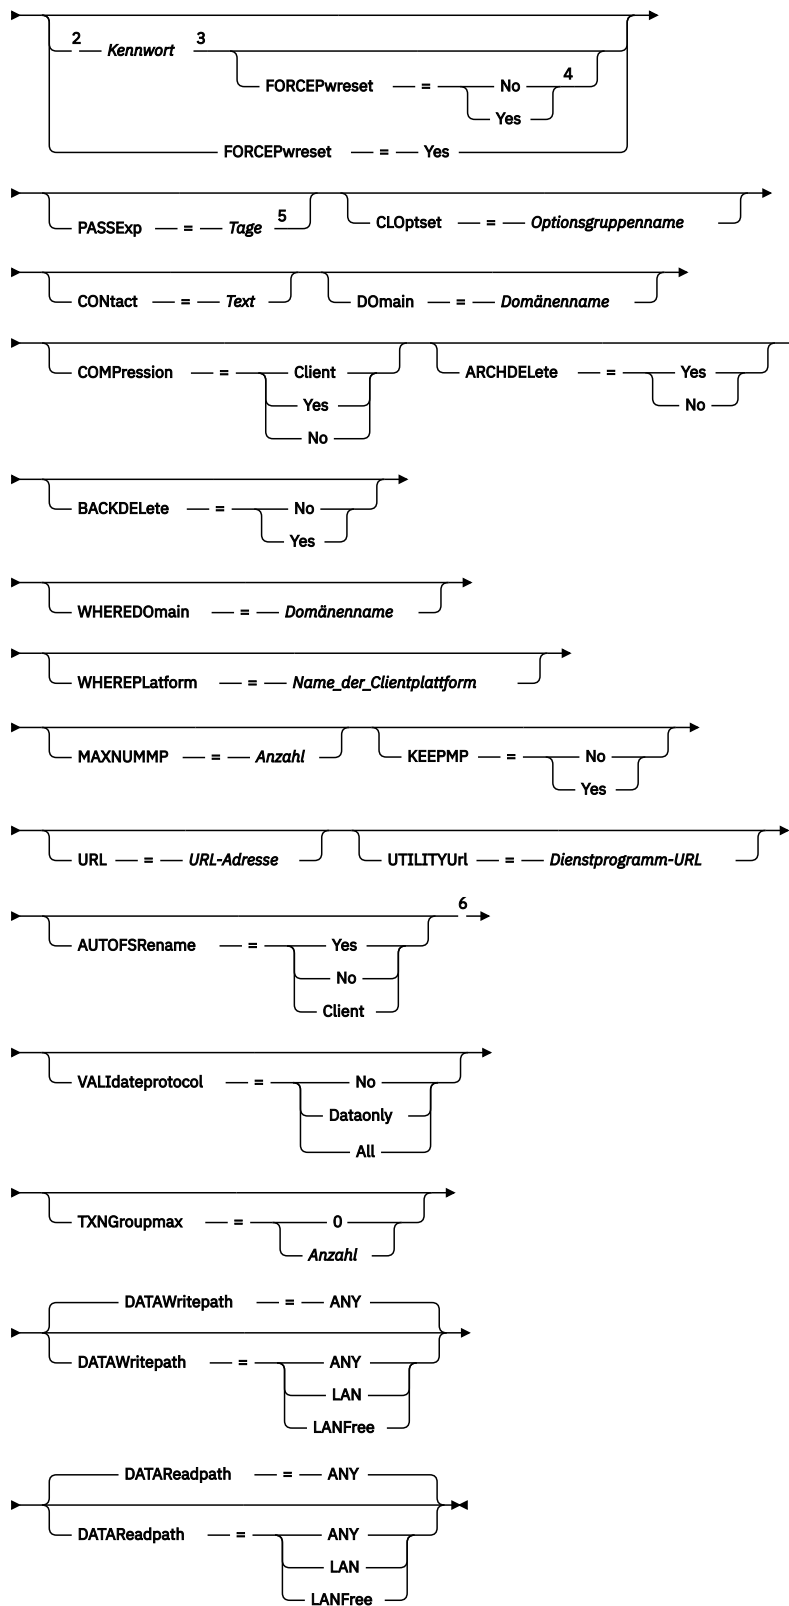 2 Kennwort 3
FORCEPwreset = No 4
Yes
FORCEPwreset = Yes
PASSExp = Tage 5 CLOptset = Optionsgruppenname
CONtact = Text DOmain = Domänenname
COMPression = Client ARCHDELete = Yes
Yes No
No
BACKDELete = No
Yes
WHEREDOmain = Domänenname
WHEREPLatform = Name_der_Clientplattform
MAXNUMMP = Anzahl KEEPMP = No
Yes
URL = URL-Adresse UTILITYUrl = Dienstprogramm-URL
6
AUTOFSRename = Yes
No
Client
VALIdateprotocol = No
Dataonly
All
TXNGroupmax = 0
Anzahl
DATAWritepath = ANY
DATAWritepath = ANY
LAN
LANFree
DATAReadpath = ANY
DATAReadpath = ANY
LAN
LANFree